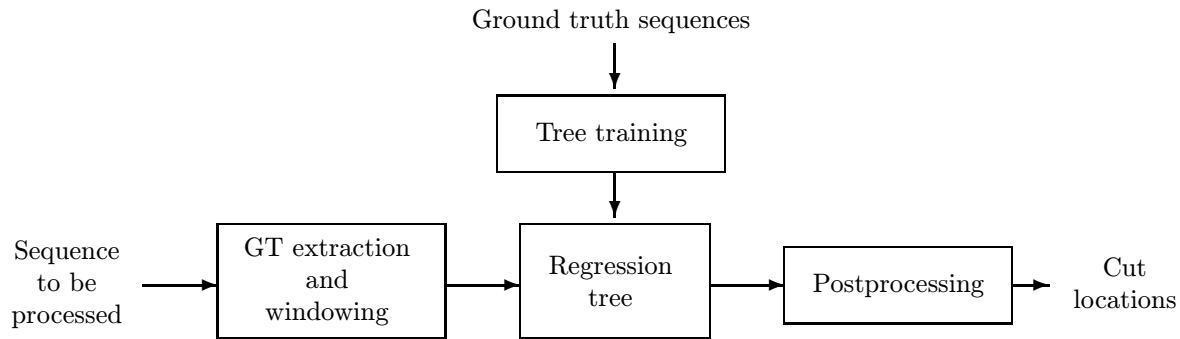 Ground truth sequences
Tree training
Sequence
to be
processed
GT extraction
and
windowing
Regression
tree
Postprocessing
Cut
locations